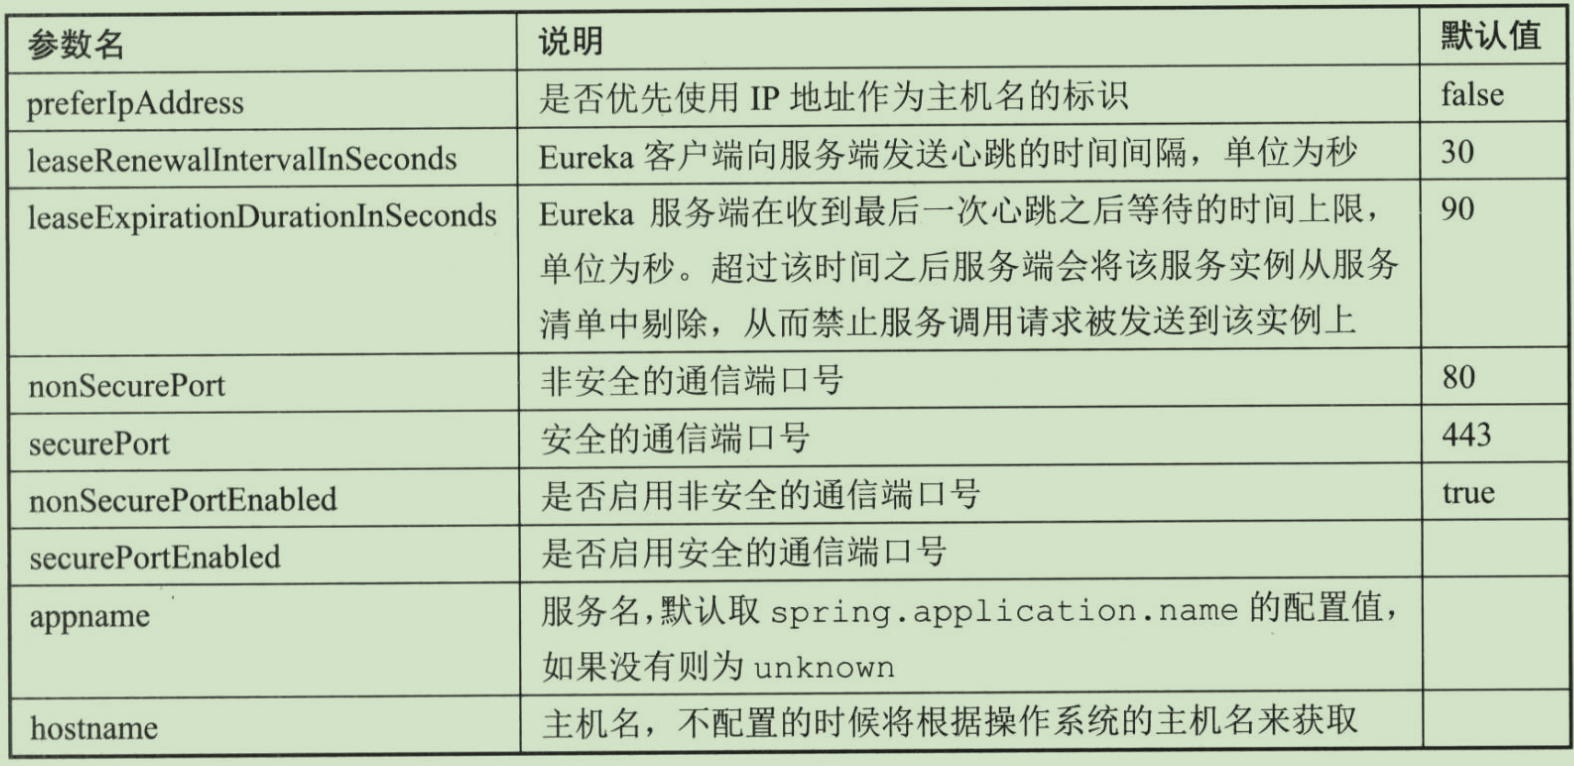 参数名 说明 默认值
preferIpAddress 是否优先使用 IP 地址作为主机名的标识 false
leaseRenewalIntervalInSeconds Eureka 客户端向服务端发送心跳的时间间隔，单位为秒 30
leaseExpirationDurationInSeconds Eureka 服务端在收到最后一次心跳之后等待的时间上限， 90
单位为秒。超过该时间之后服务端会将该服务实例从服务
清单中剔除，从而禁止服务调用请求被发送到该实例上
nonSecurePort 非安全的通信端口号 80
securePort 安全的通信端口号 443
nonSecurePortEnabled 是否启用非安全的通信端口号 true
securePortEnabled 是否启用安全的通信端口号
appname 服务名,默认取 spring.application.name 的配置值，
如果没有则为 unknown
hostname 主机名，不配置的时候将根据操作系统的主机名来获取